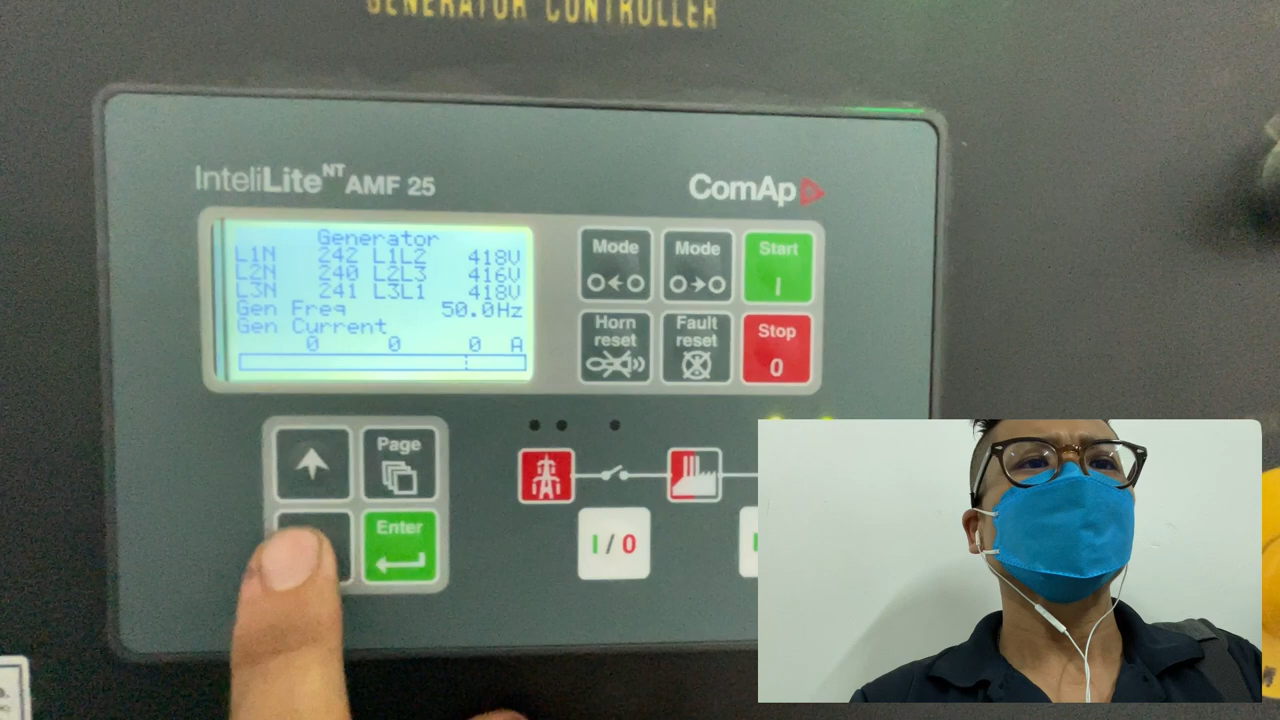 GENERATOR CONTROLLER
InteliLite NT AMF 25
ComAp
Generator
L1N 242 L1L2 418V
L2N 240 L2L3 416V
L3N 241 L3L1 418V
Gen Freq 50.0Hz
Gen Current
0 0 0 A
Mode
Mode
Start
I
Horn
reset
Fault
reset
Stop
0
Page
Enter
I/0